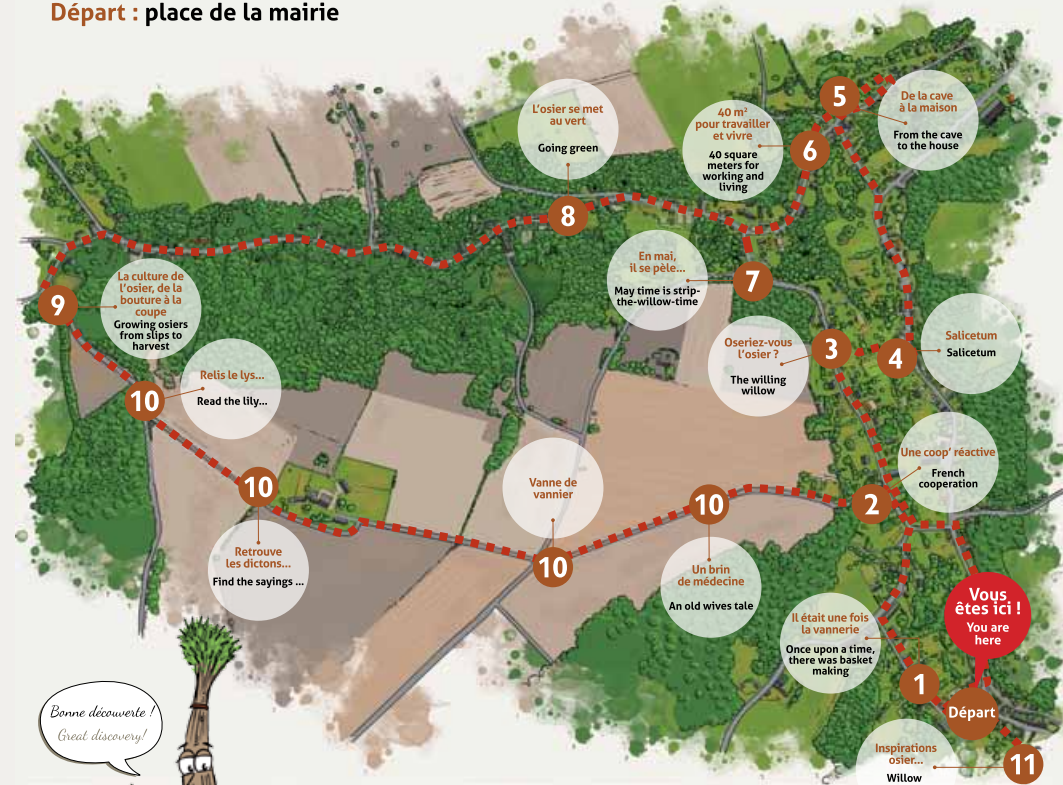 Départ : place de la mairie
De la cave
à la maison
From the cave
to the house
5
40 m²
pour travailler
et vivre
40 square
meters for
working and
living
6
L'osier se met
au vert
Going green
8
En mai,
il se pèle...
May time is strip-
the-willow-time
7
La culture de
l'osier, de la
bouture à la
coupe
Growing osiers
from slips to
harvest
9
Oseriez-vous
l'osier ?
The willing
willow
3
Salicetum
Salicetum
4
Relis le lys...
Read the lily...
10
Une coop' réactive
French
cooperation
2
Vanne de
vannier
10
10
Retrouve
les dictons...
Find the sayings ...
10
Un brin
de médecine
An old wives tale
Vous
êtes ici !
You are
here
Il était une fois
la vannerie
Once upon a time,
there was basket
making
1
Départ
Bonne découverte !
Great discovery!
Inspirations
osier...
Willow
11